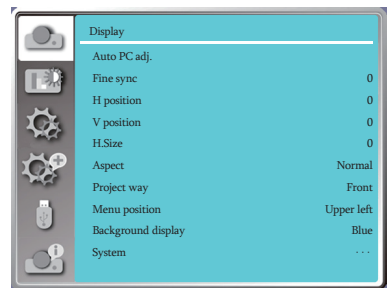 Display
Auto PC adj.
Fine sync 0
H position 0
V position 0
H.Size 0
Aspect Normal
Project way Front
Menu position Upper left
Background display Blue
System ...